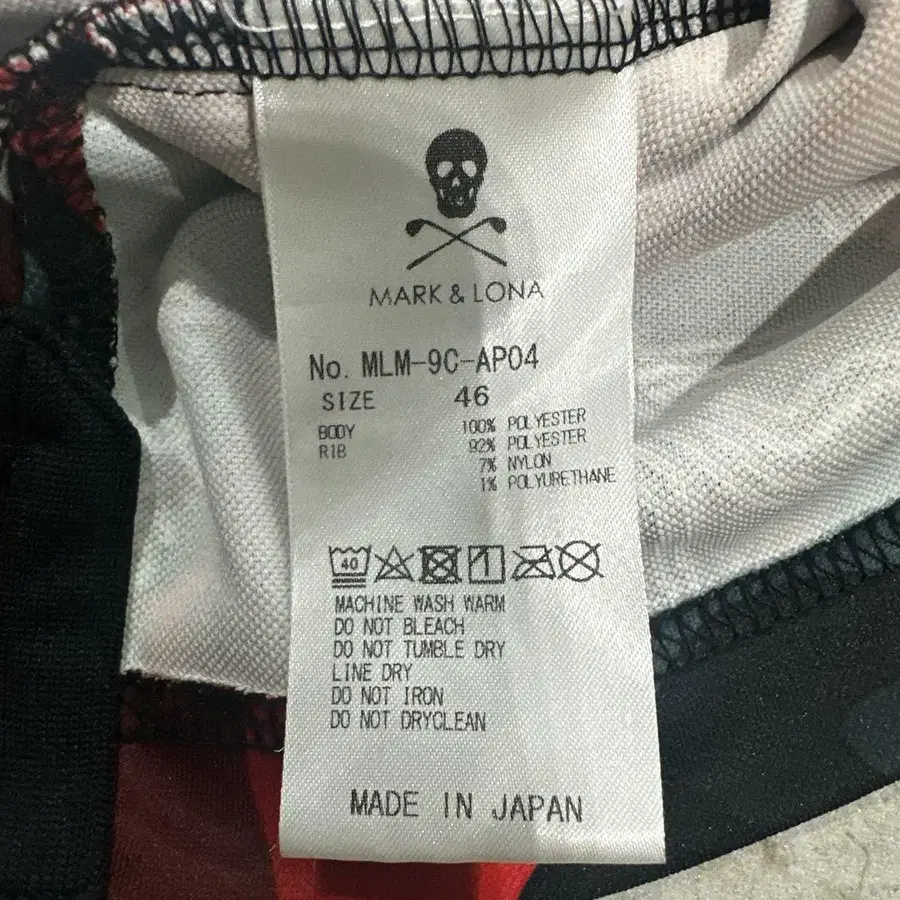 MARK & LONA
No. MLM-9C-AP04
SIZE 46
BODY 100% POLYESTER
RIB 92% POLYESTER
7% NYLON
1% POLYURETHANE
40
MACHINE WASH WARM
DO NOT BLEACH
DO NOT TUMBLE DRY
LINE DRY
DO NOT IRON
DO NOT DRYCLEAN
MADE IN JAPAN